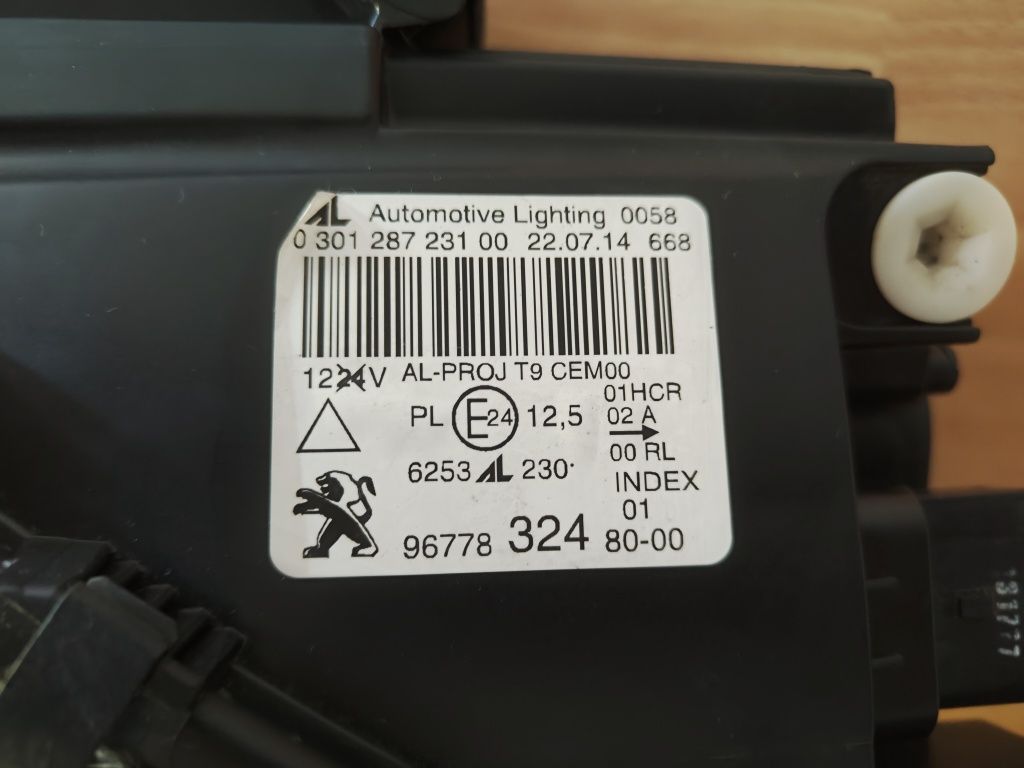 AL Automotive Lighting 0058
0 301 287 231 00 22.07.14 668
1224V AL-PROJ T9 CEM00
01HCR
PL E24 12,5 02 A
00 RL
6253 AL 230
INDEX
01
96778 324 80-00